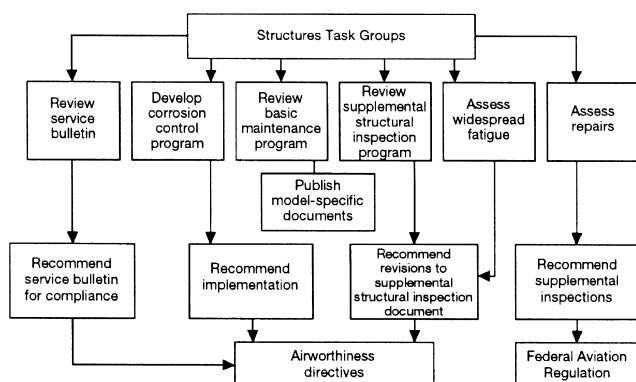 Structures Task Groups
Review
service
bulletin
Develop
corrosion
control
program
Review
basic
maintenance
program
Review
supplemental
structural
inspection
program
Assess
widespread
fatigue
Assess
repairs
Publish
model-specific
documents
Recommend
service bulletin
for compliance
Recommend
implementation
Recommend
revisions to
supplemental
structural inspection
document
Recommend
supplemental
inspections
Airworthiness
directives
Federal Aviation
Regulation